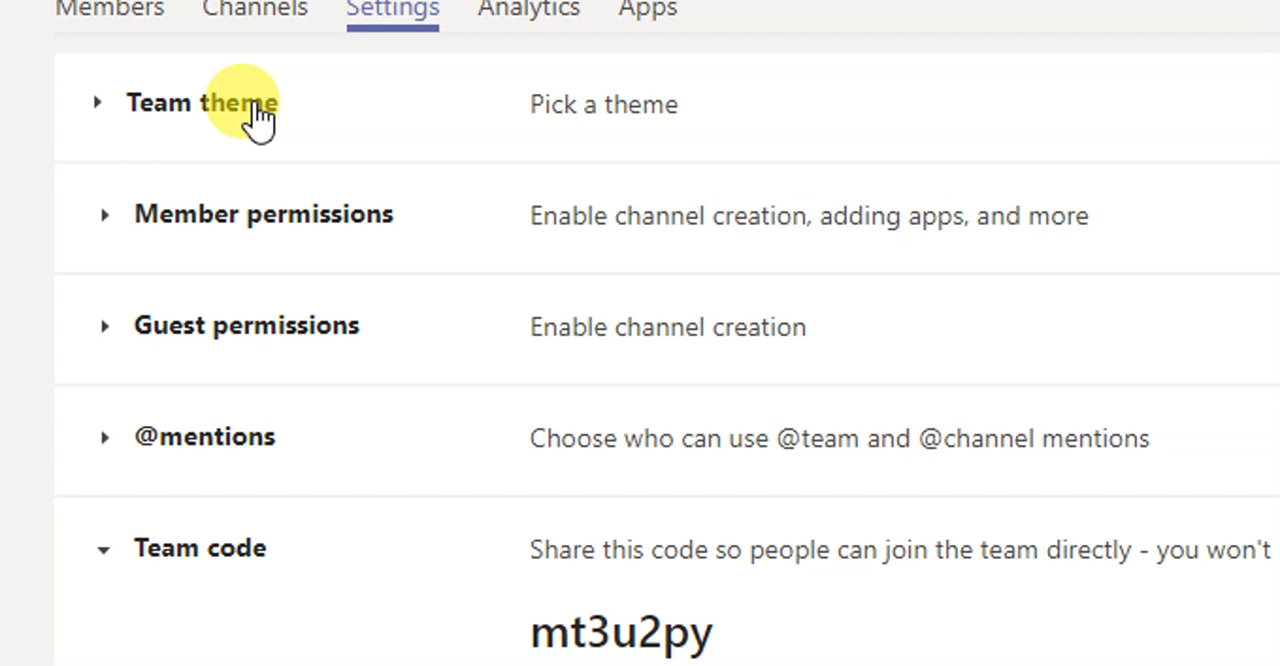 Members Channels Settings Analytics Apps
Team theme Pick a theme
Member permissions Enable channel creation, adding apps, and more
Guest permissions Enable channel creation
@mentions Choose who can use @team and @channel mentions
Team code Share this code so people can join the team directly - you won't
mt3u2py